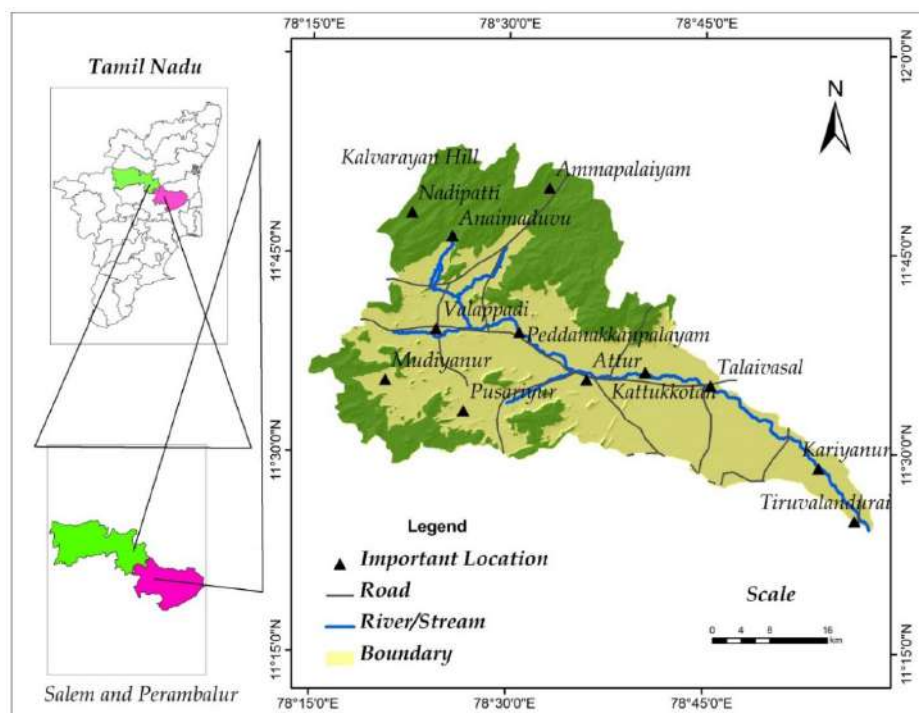 78°15'0"E
78°30'0"E
78°45'0"E
Tamil Nadu
12°0'0"N
N
Kalvarayan Hill
Ammapalaiyam
Nadipatti
Anaimaduvu
11°45'0"N
11°45'0"N
Valappadi
Peddanakkanpalayam
Mudiyanur
Attur
Talaivasal
Pusariyur
Kattukkotai
11°30'0"N
11°30'0"N
Kariyanur
Tiruvalandurai
Legend
Important Location
Road
River/Stream
Boundary
Scale
0 4 8 16
km
11°15'0"N
11°15'0"N
Salem and Perambalur
78°15'0"E
78°30'0"E
78°45'0"E